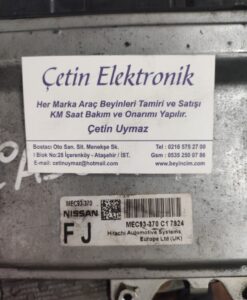 Çetin Elektronik
Her Marka Araç Beyinleri Tamiri ve Satışı
KM Saat Bakım ve Onarımı Yapılır.
Çetin Uymaz
Bostancı Oto San. Sit. Menekşe Sk.
1 Blok No:26 İçerenköy - Ataşehir / İST.
E-mail : cetinuymaz@hotmail.com
Tel : 0216 575 27 00
Gsm : 0535 250 07 86
www.beyincim.com
MEC93-370
NISSAN
F J
MEC93-370 C1 7924
Hitachi Automotive Systems
Europe Ltd (UK)